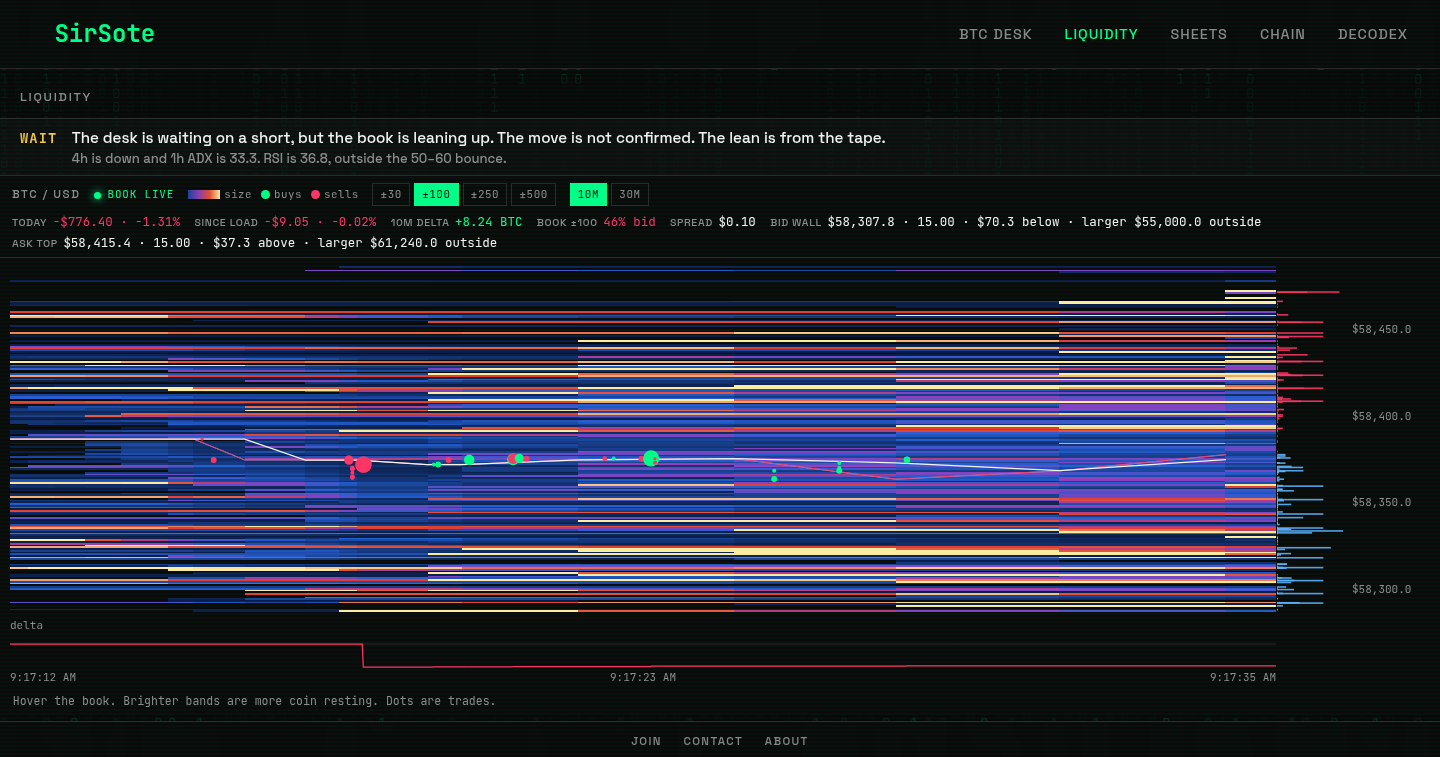 SirSote
BTC DESK LIQUIDITY SHEETS CHAIN DECODEX
LIQUIDITY
WAIT The desk is waiting on a short, but the book is leaning up. The move is not confirmed. The lean is from the tape.
4h is down and 1h ADX is 33.3. RSI is 36.8, outside the 50–60 bounce.
BTC / USD BOOK LIVE size buys sells ±30 ±100 ±250 ±500 10M 30M
TODAY -$776.40 · -1.31% SINCE LOAD -$9.05 · -0.02% 10M DELTA +8.24 BTC BOOK ±100 46% bid SPREAD $0.10 BID WALL $58,307.8 · 15.00 · $70.3 below · larger $55,000.0 outside
ASK TOP $58,415.4 · 15.00 · $37.3 above · larger $61,240.0 outside
$58,450.0
$58,400.0
$58,350.0
$58,300.0
delta
9:17:12 AM 9:17:23 AM 9:17:35 AM
Hover the book. Brighter bands are more coin resting. Dots are trades.
JOIN CONTACT ABOUT